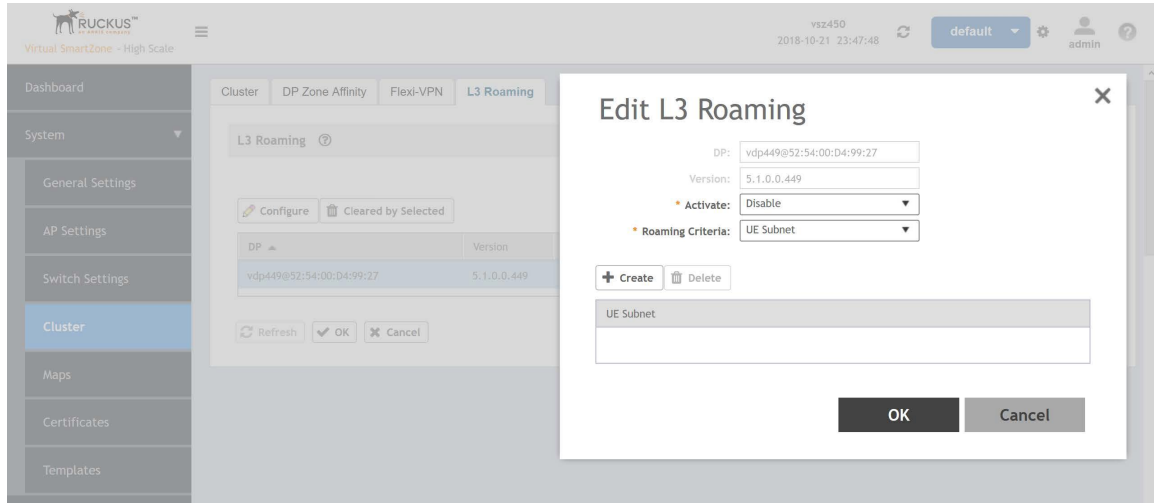 RUCKUS™
Virtual SmartZone - High Scale
vsz450
2018-10-21 23:47:48
default
admin
Dashboard
System
General Settings
AP Settings
Switch Settings
Cluster
Maps
Certificates
Templates
Cluster DP Zone Affinity Flexi-VPN L3 Roaming
L3 Roaming
Configure Cleared by Selected
DP Version
vdp449@52:54:00:D4:99:27 5.1.0.0.449
Refresh OK Cancel
Edit L3 Roaming
DP: vdp449@52:54:00:D4:99:27
Version: 5.1.0.0.449
* Activate: Disable
* Roaming Criteria: UE Subnet
Create Delete
UE Subnet
OK Cancel